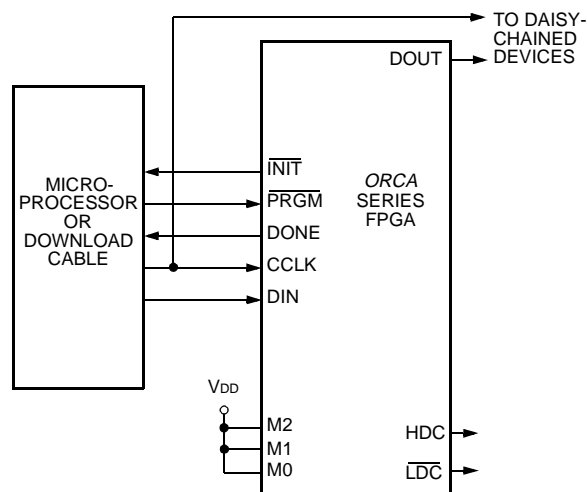 TO DAISY-
CHAINED
DEVICES
DOUT
MICRO-
PROCESSOR
OR
DOWNLOAD
CABLE
INIT
PRGM
DONE
CCLK
DIN
ORCA
SERIES
FPGA
VDD
M2
M1
M0
HDC
LDC